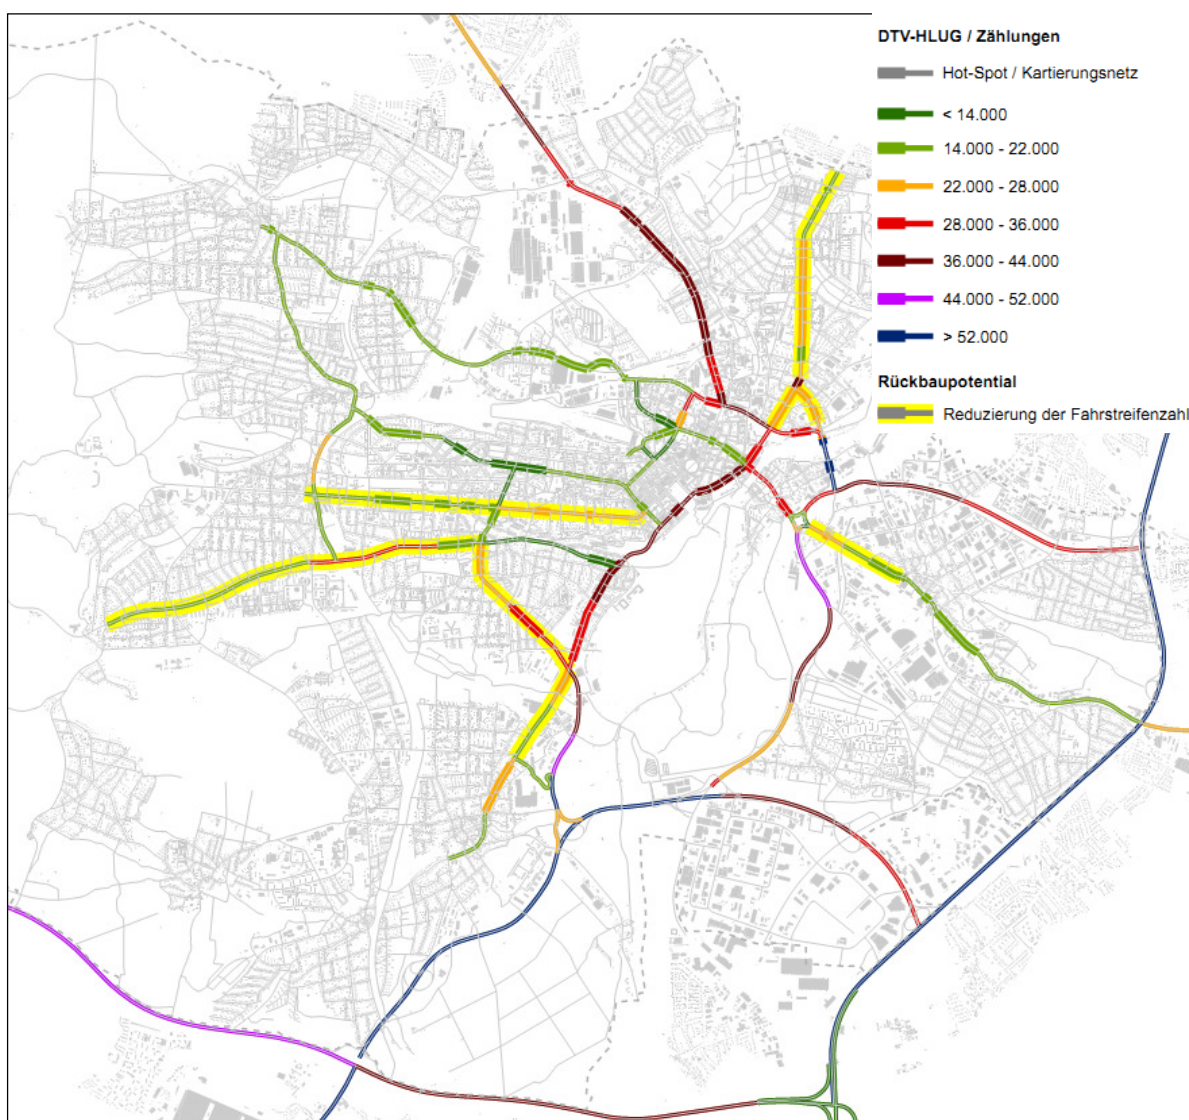 DTV-HLUG / Zählungen
Hot-Spot / Kartierungsnetz
< 14.000
14.000 - 22.000
22.000 - 28.000
28.000 - 36.000
36.000 - 44.000
44.000 - 52.000
> 52.000
Rückbaupotential
Reduzierung der Fahrstreifenzahl